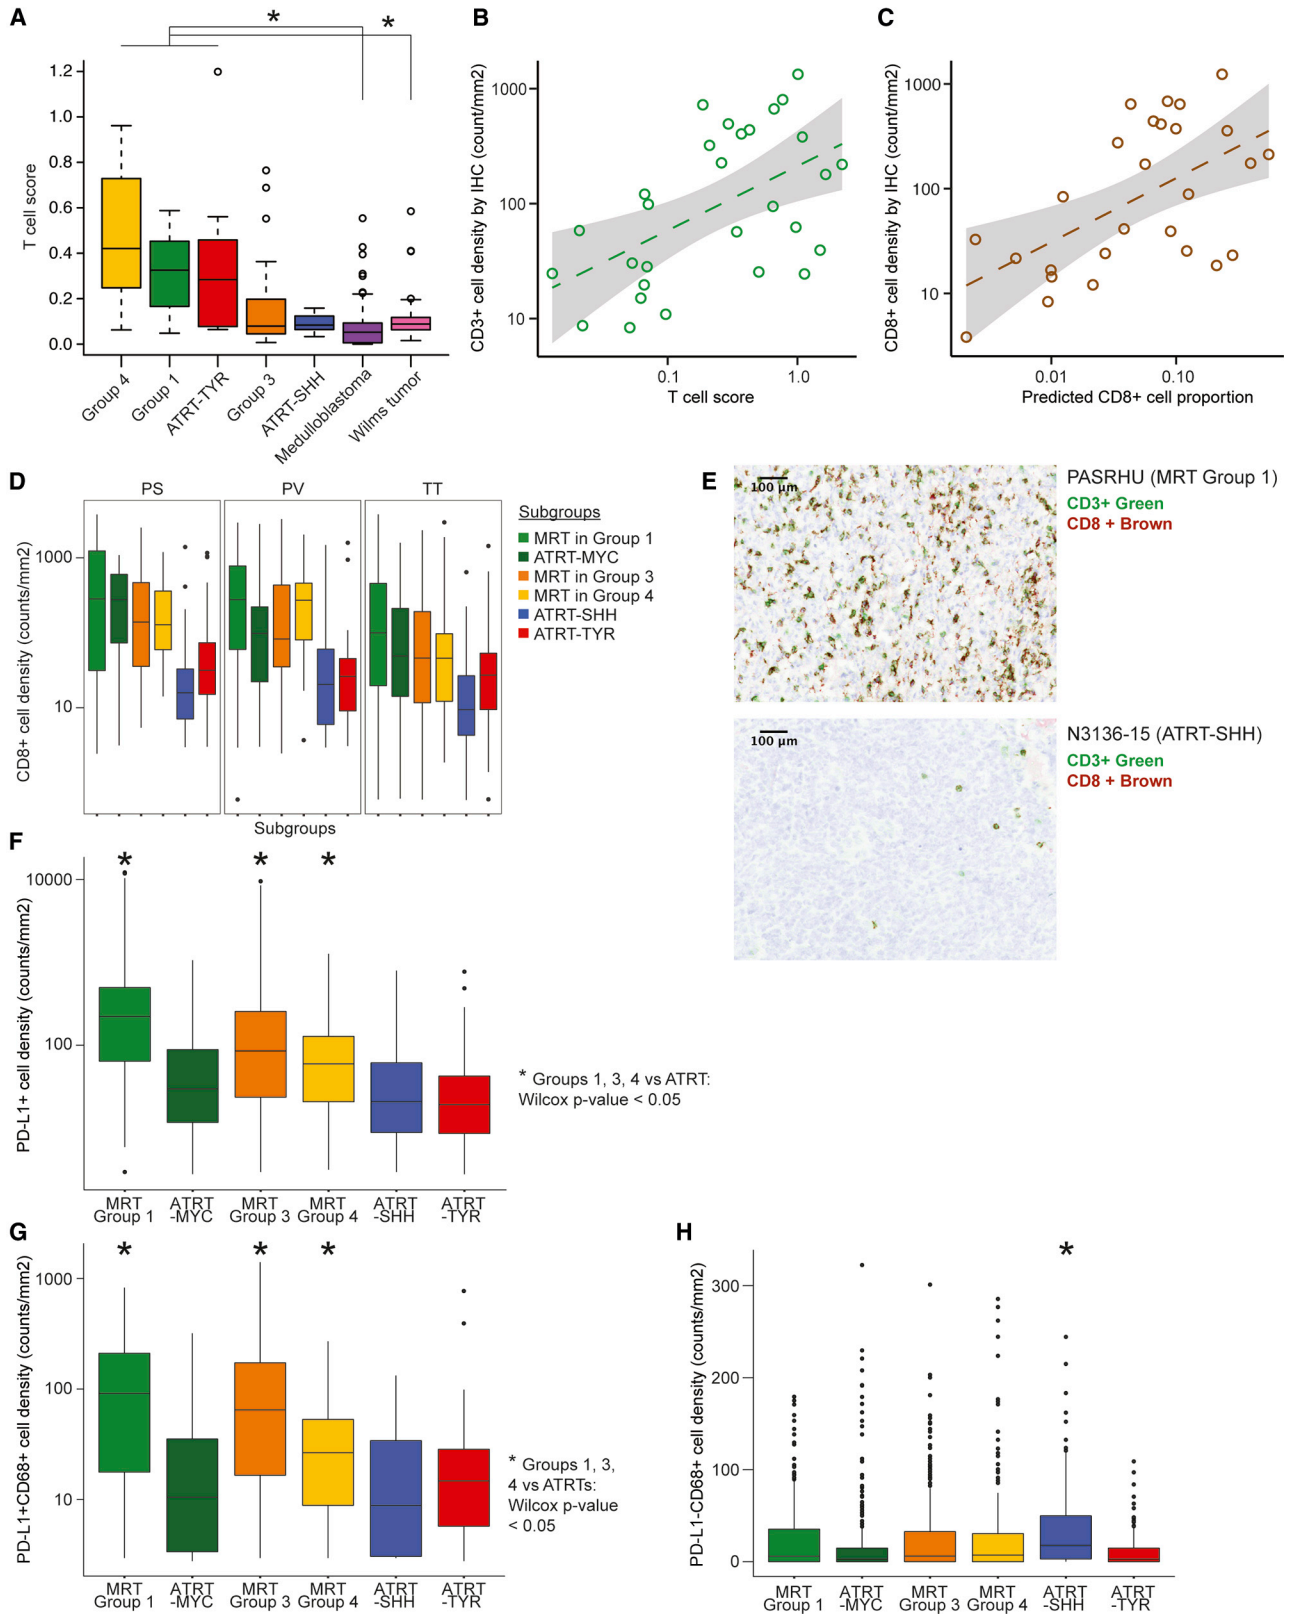 A
*
*
T cell score
1.2
1.0
0.8
0.6
0.4
0.2
0.0
Group 4
Group 1
ATRT-TYR
Group 3
ATRT-SHH
Medulloblastoma
Wilms tumor
B
CD3+ cell density by IHC (count/mm2)
1000
100
10
0.1
1.0
T cell score
C
CD8+ cell density by IHC (count/mm2)
1000
100
10
0.01
0.10
Predicted CD8+ cell proportion
D
PS
PV
TT
CD8+ cell density (counts/mm2)
1000
10
Subgroups
Subgroups
MRT in Group 1
ATRT-MYC
MRT in Group 3
MRT in Group 4
ATRT-SHH
ATRT-TYR
E
100 µm
PASRHU (MRT Group 1)
CD3+ Green
CD8 + Brown
100 µm
N3136-15 (ATRT-SHH)
CD3+ Green
CD8 + Brown
F
* * *
PD-L1+ cell density (counts/mm2)
10000
100
MRT Group 1
ATRT -MYC
MRT Group 3
MRT Group 4
ATRT -SHH
ATRT -TYR
* Groups 1, 3, 4 vs ATRT:
Wilcox p-value < 0.05
G
* * *
PD-L1+CD68+ cell density (counts/mm2)
1000
100
10
MRT Group 1
ATRT -MYC
MRT Group 3
MRT Group 4
ATRT -SHH
ATRT -TYR
* Groups 1, 3,
4 vs ATRTs:
Wilcox p-value
< 0.05
H
*
PD-L1-CD68+ cell density (counts/mm2)
300
200
100
0
MRT Group 1
ATRT -MYC
MRT Group 3
MRT Group 4
ATRT -SHH
ATRT -TYR